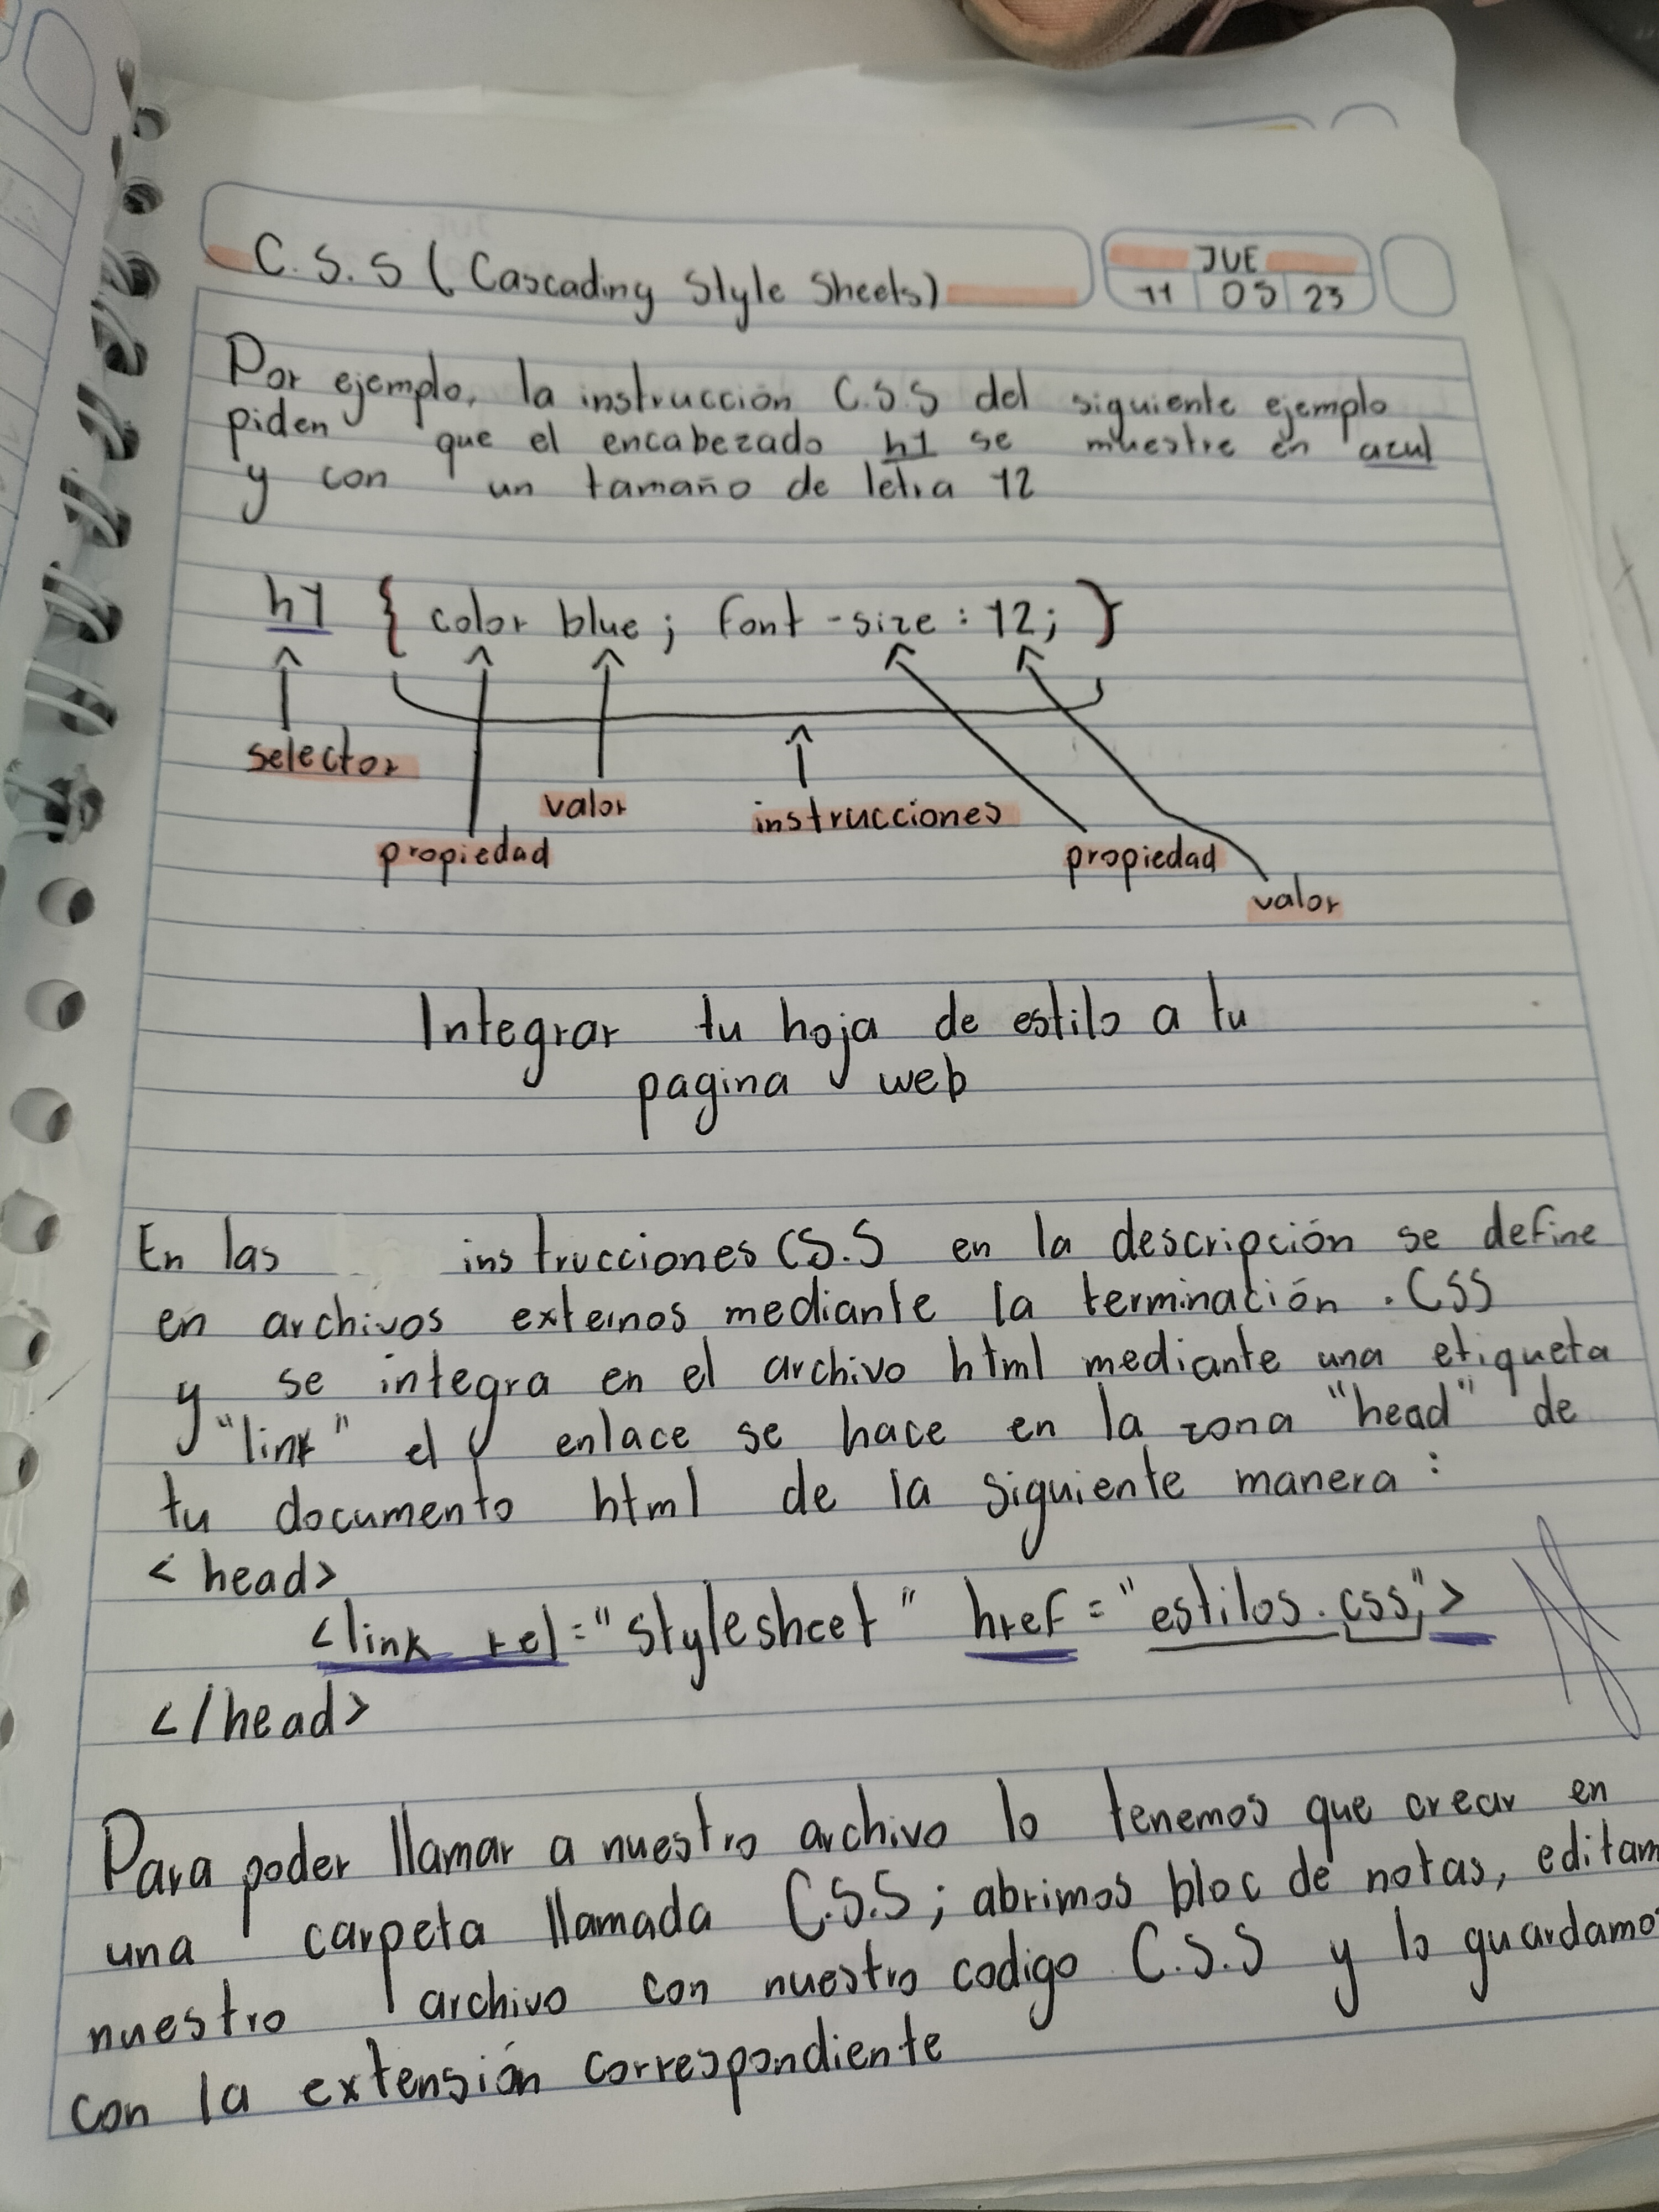 C.S.S (Cascading Style Sheets)
JUE
11 05 23
Por ejemplo, la instrucción C.S.S del siguiente ejemplo
piden que el encabezado h1 se muestre en azul
y con un tamaño de letra 12
h1 { color blue; font-size: 12; }
selector
valor
instrucciones
propiedad
propiedad
valor
Integrar tu hoja de estilo a tu
pagina web
En las instrucciones CS.S en la descripción se define
en archivos externos mediante la terminación .CSS
y se integra en el archivo html mediante una etiqueta
"link" el enlace se hace en la zona "head" de
tu documento html de la siguiente manera:
<head>
<link rel="stylesheet" href="estilos.css">
</head>
Para poder llamar a nuestro archivo lo tenemos que crear en
una carpeta llamada C.S.S; abrimos bloc de notas, editam
nuestro archivo con nuestro codigo C.S.S y lo guardamos
con la extensión correspondiente